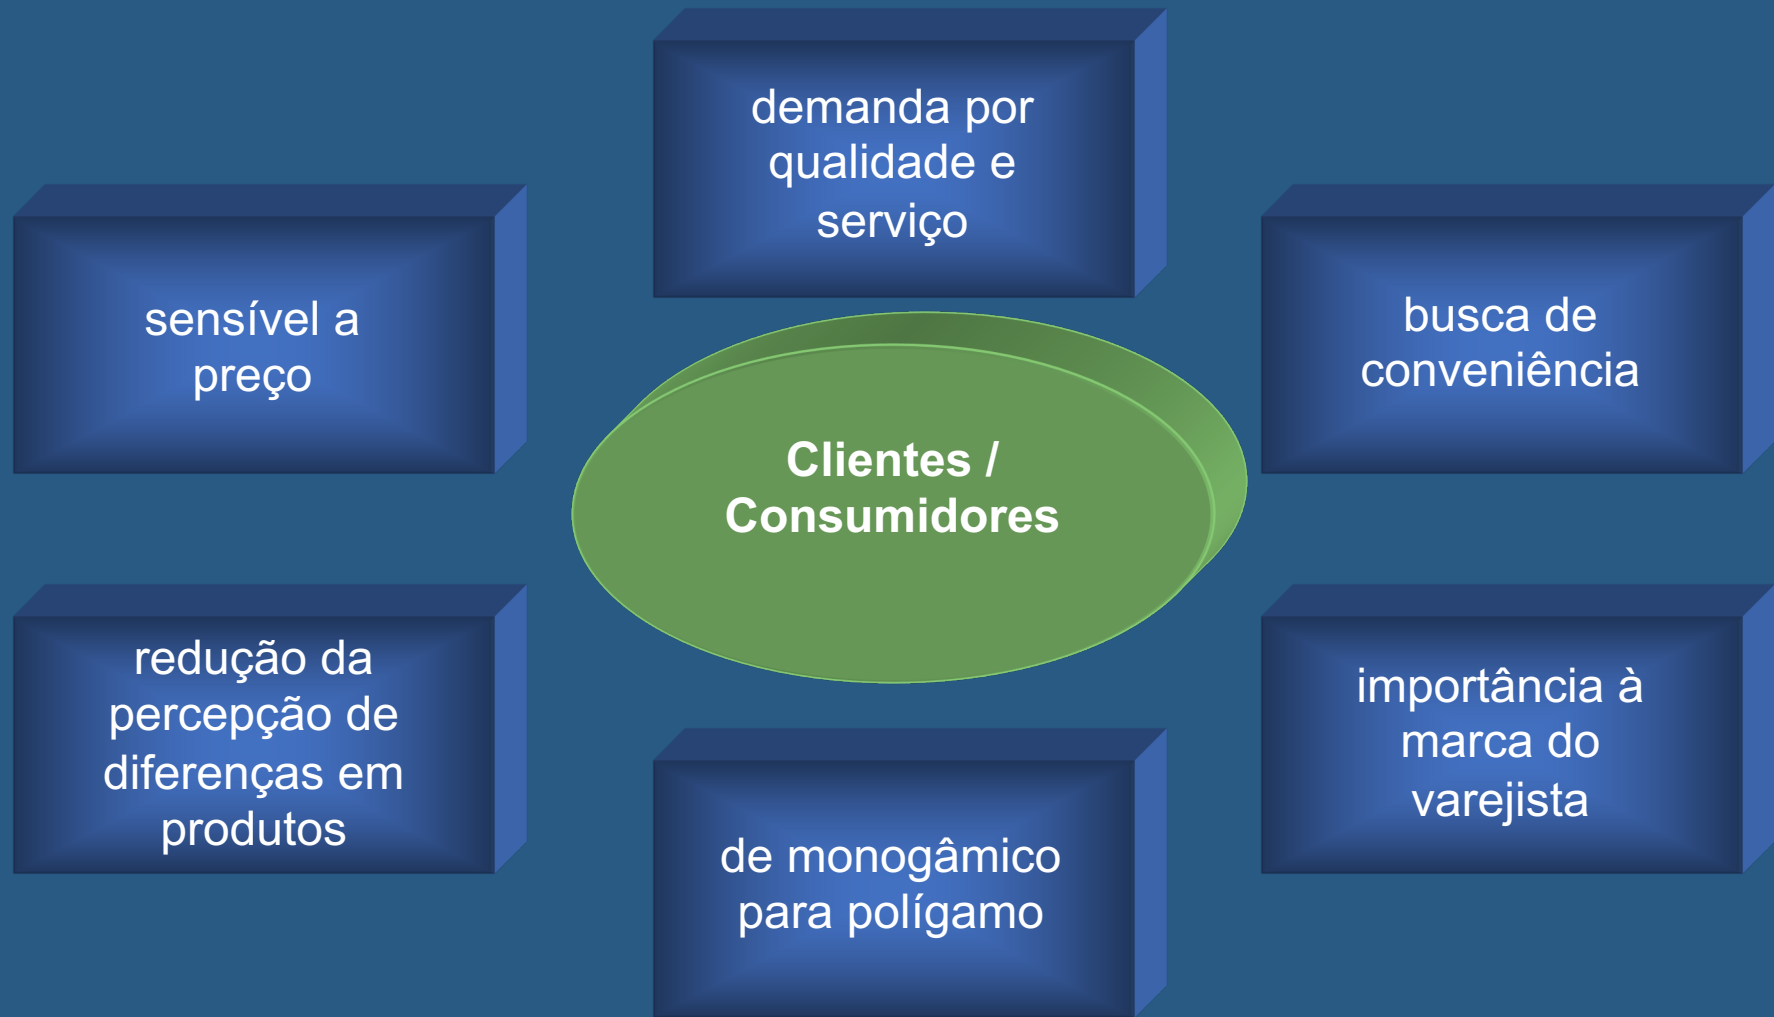 demanda por
qualidade e
serviço
sensível a
preço
busca de
conveniência
Clientes /
Consumidores
redução da
percepção de
diferenças em
produtos
importância à
marca do
varejista
de monogâmico
para polígamo